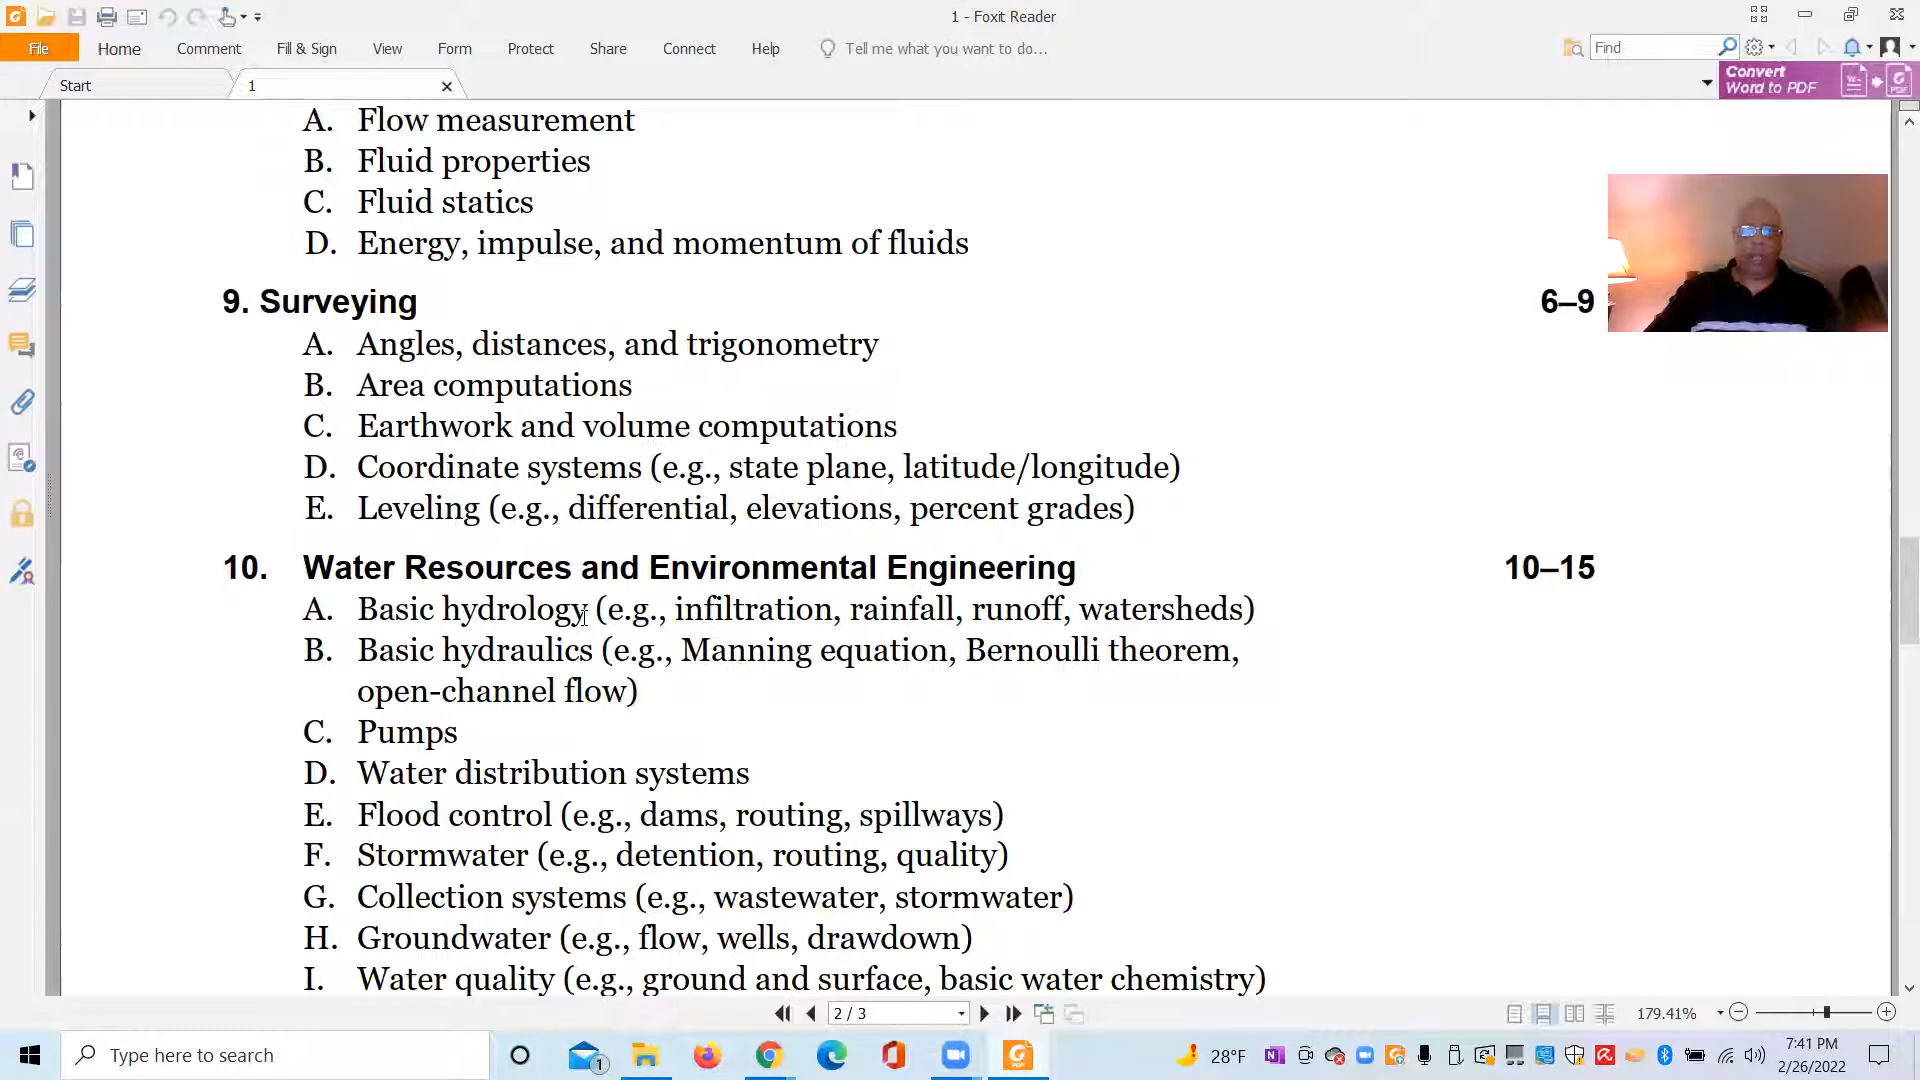 1 - Foxit Reader
File Home Comment Fill & Sign View Form Protect Share Connect Help Tell me what you want to do... Find
Start 1
Convert
Word to PDF
A. Flow measurement
B. Fluid properties
C. Fluid statics
D. Energy, impulse, and momentum of fluids
9. Surveying 6–9
A. Angles, distances, and trigonometry
B. Area computations
C. Earthwork and volume computations
D. Coordinate systems (e.g., state plane, latitude/longitude)
E. Leveling (e.g., differential, elevations, percent grades)
10. Water Resources and Environmental Engineering 10–15
A. Basic hydrology (e.g., infiltration, rainfall, runoff, watersheds)
B. Basic hydraulics (e.g., Manning equation, Bernoulli theorem,
open-channel flow)
C. Pumps
D. Water distribution systems
E. Flood control (e.g., dams, routing, spillways)
F. Stormwater (e.g., detention, routing, quality)
G. Collection systems (e.g., wastewater, stormwater)
H. Groundwater (e.g., flow, wells, drawdown)
I. Water quality (e.g., ground and surface, basic water chemistry)
2 / 3 179.41%
Type here to search 1 28°F 7:41 PM
2/26/2022